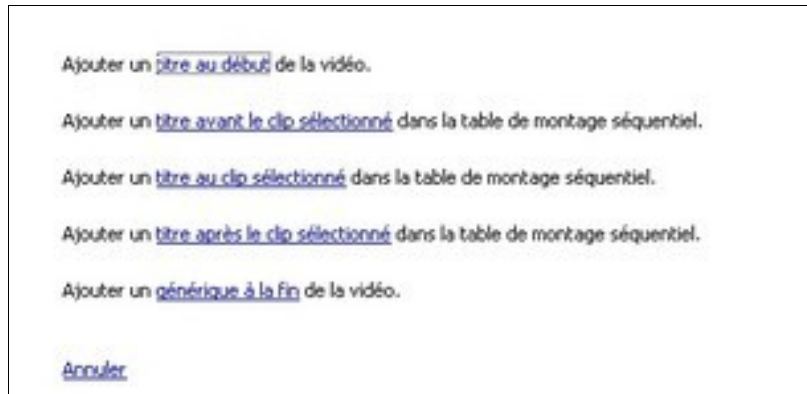 Ajouter un titre au début de la vidéo.
Ajouter un titre avant le clip sélectionné dans la table de montage séquentiel.
Ajouter un titre au clip sélectionné dans la table de montage séquentiel.
Ajouter un titre après le clip sélectionné dans la table de montage séquentiel.
Ajouter un générique à la fin de la vidéo.
Annuler